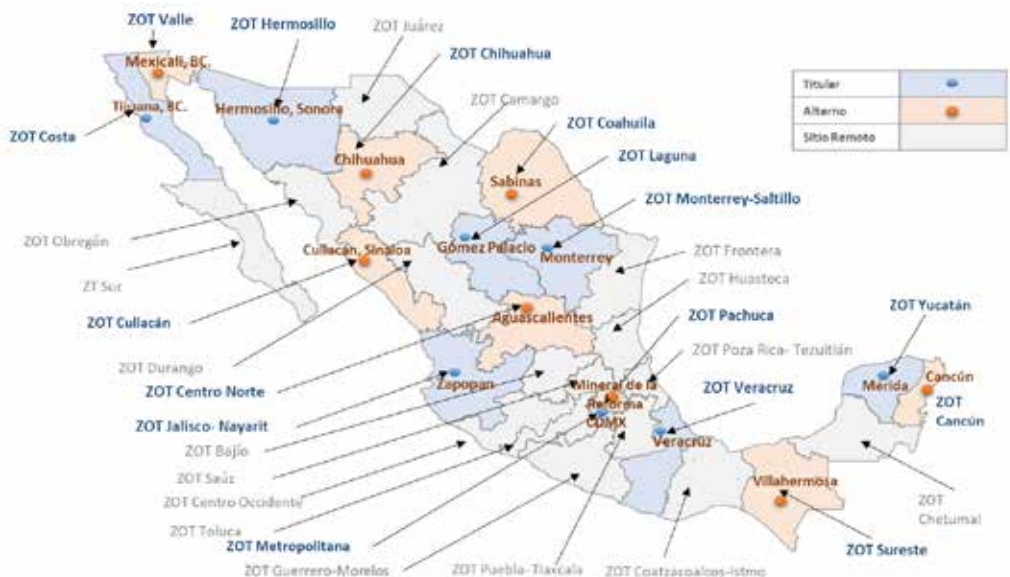 ZOT Valle
ZOT Hermosillo
ZOT Juárez
ZOT Chihuahua
Mexicali, BC.
ZOT Camargo
Titular
Tijuana, BC.
Hermosillo, Sonora
Alterno
ZOT Coahuila
ZOT Costa
Sitio Remoto
Chihuahua
ZOT Laguna
Sabinas
ZOT Monterrey-Saltillo
ZOT Obregón
Culiacán, Sinaloa
Gómez Palacio
Monterrey
ZOT Frontera
ZOT Huasteca
ZT Sur
ZOT Yucatán
ZOT Culiacán
Aguascalientes
ZOT Pachuca
ZOT Durango
ZOT Poza Rica- Teziutlán
ZOT Centro Norte
Zapopan
Mineral de la
Reforma
ZOT Veracruz
Mérida
Cancún
ZOT
Cancún
ZOT Jalisco- Nayarit
CDMX
Veracruz
ZOT Bajío
ZOT Saúz
Villahermosa
ZOT Centro Occidente
ZOT
Chetumal
ZOT Toluca
ZOT Metropolitana
ZOT Sureste
ZOT Guerrero-Morelos
ZOT Puebla-Tlaxcala
ZOT Coatzacoalcos-Istmo